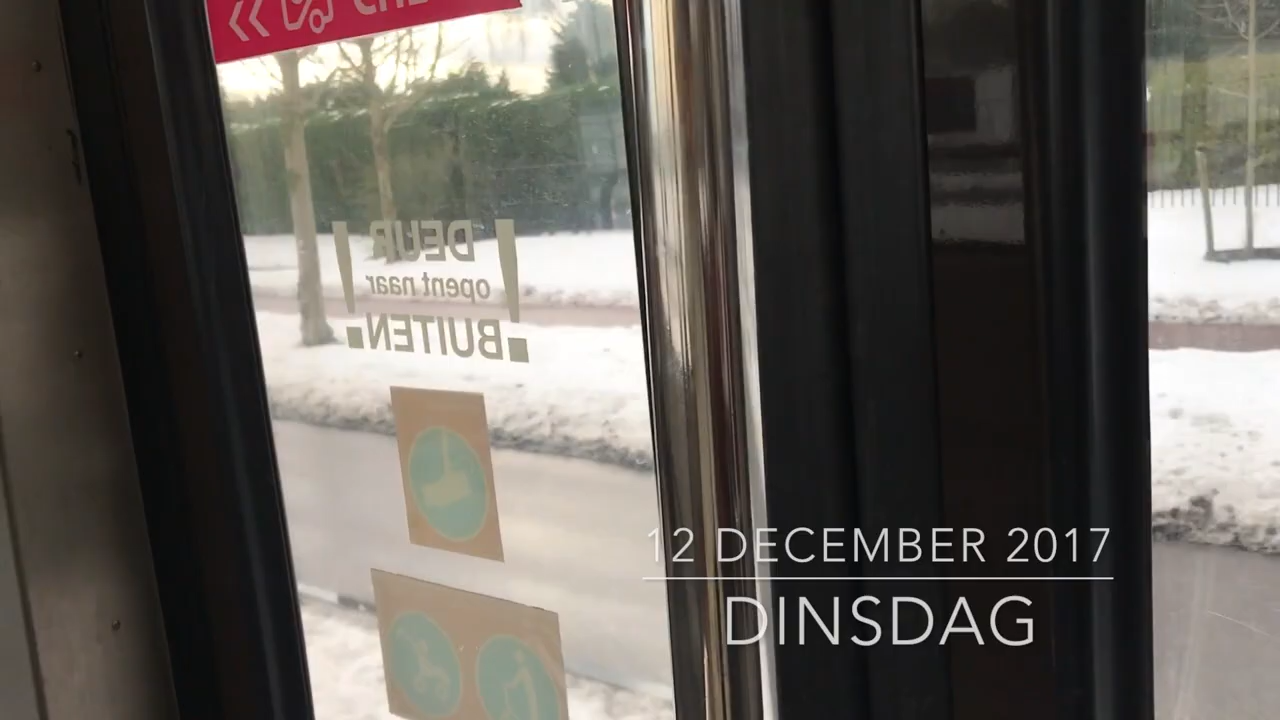 DEUR
opent naar
BUITEN
12 DECEMBER 2017
DINSDAG